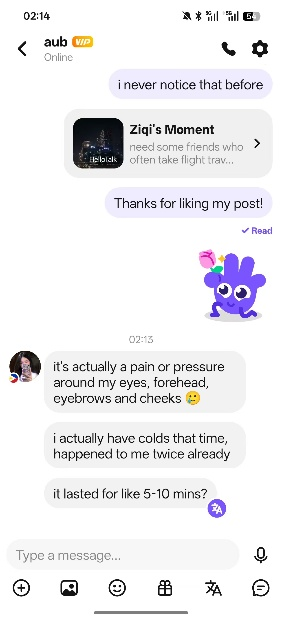 02:14
aub VIP
Online
i never notice that before
Ziqi's Moment
need some friends who
often take flight trav...
HelloTalk
Thanks for liking my post!
Read
02:13
it's actually a pain or pressure
around my eyes, forehead,
eyebrows and cheeks 🥲
i actually have colds that time,
happened to me twice already
it lasted for like 5-10 mins?
Type a message...